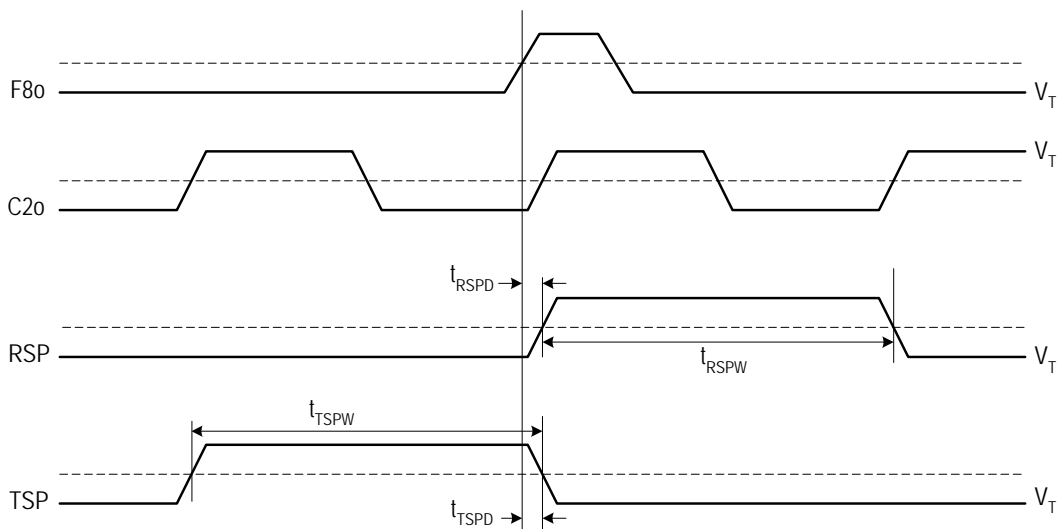 F8o
V_T
V_T
C2o
t_RSPD
t_RSPW
RSP
V_T
t_TSPW
TSP
V_T
t_TSPD